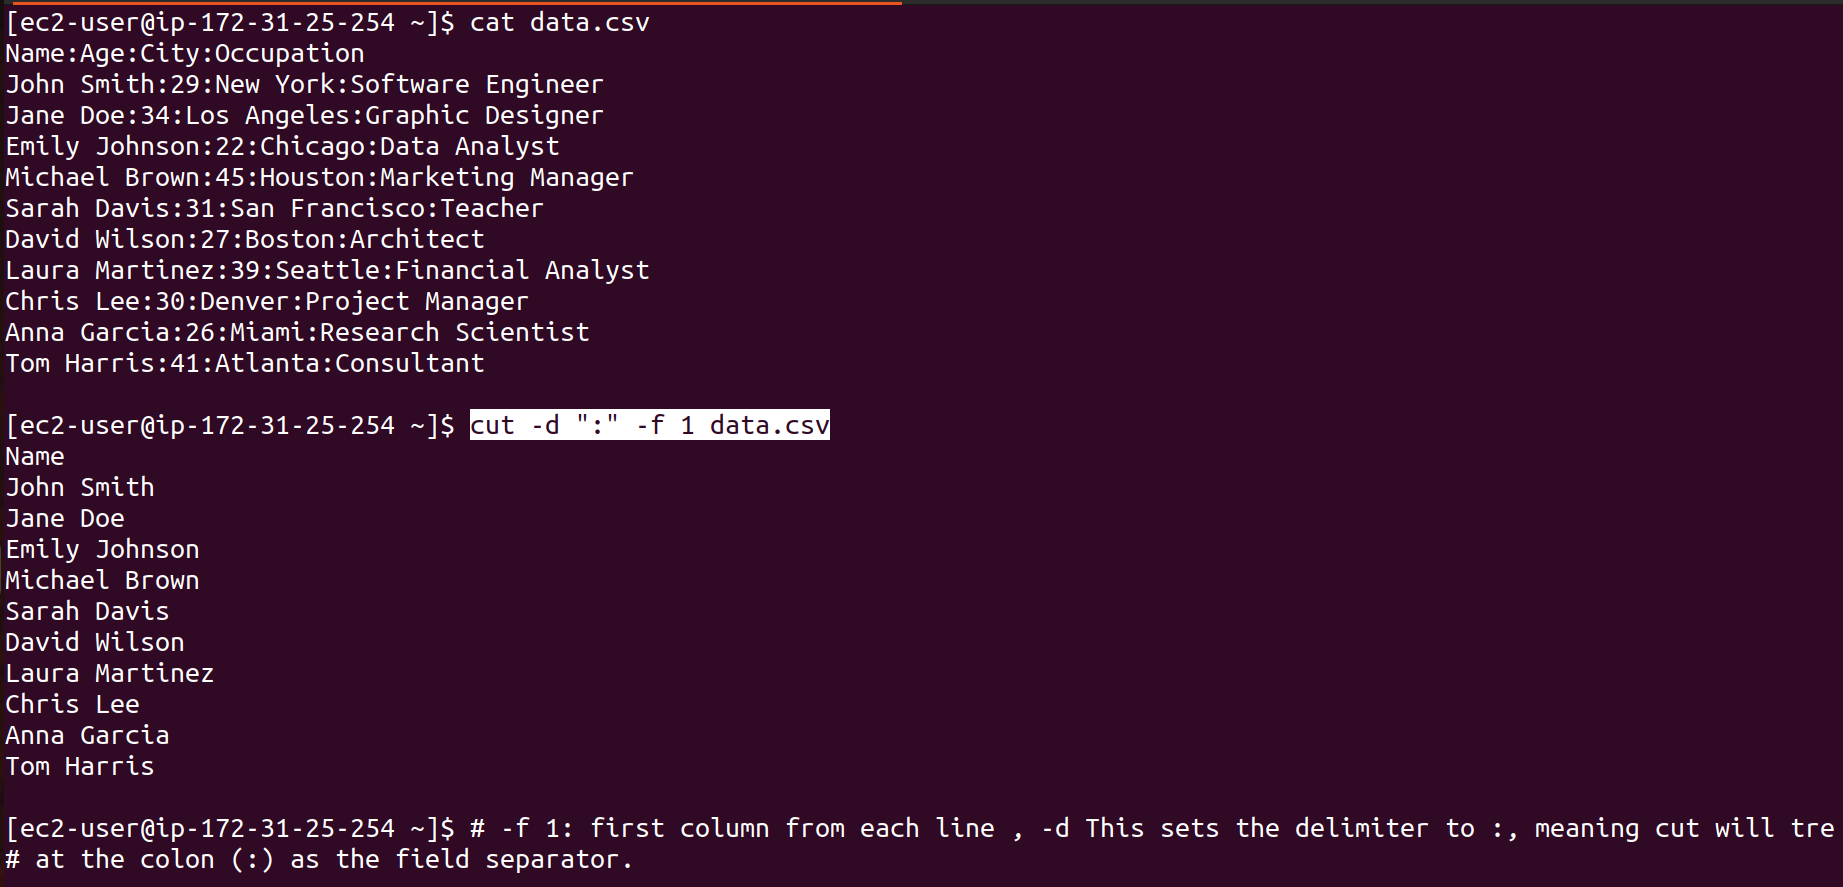 [ec2-user@ip-172-31-25-254 ~]$ cat data.csv
Name:Age:City:Occupation
John Smith:29:New York:Software Engineer
Jane Doe:34:Los Angeles:Graphic Designer
Emily Johnson:22:Chicago:Data Analyst
Michael Brown:45:Houston:Marketing Manager
Sarah Davis:31:San Francisco:Teacher
David Wilson:27:Boston:Architect
Laura Martinez:39:Seattle:Financial Analyst
Chris Lee:30:Denver:Project Manager
Anna Garcia:26:Miami:Research Scientist
Tom Harris:41:Atlanta:Consultant
[ec2-user@ip-172-31-25-254 ~]$ cut -d ":" -f 1 data.csv
Name
John Smith
Jane Doe
Emily Johnson
Michael Brown
Sarah Davis
David Wilson
Laura Martinez
Chris Lee
Anna Garcia
Tom Harris
[ec2-user@ip-172-31-25-254 ~]$ # -f 1: first column from each line , -d This sets the delimiter to :, meaning cut will tre
# at the colon (:) as the field separator.